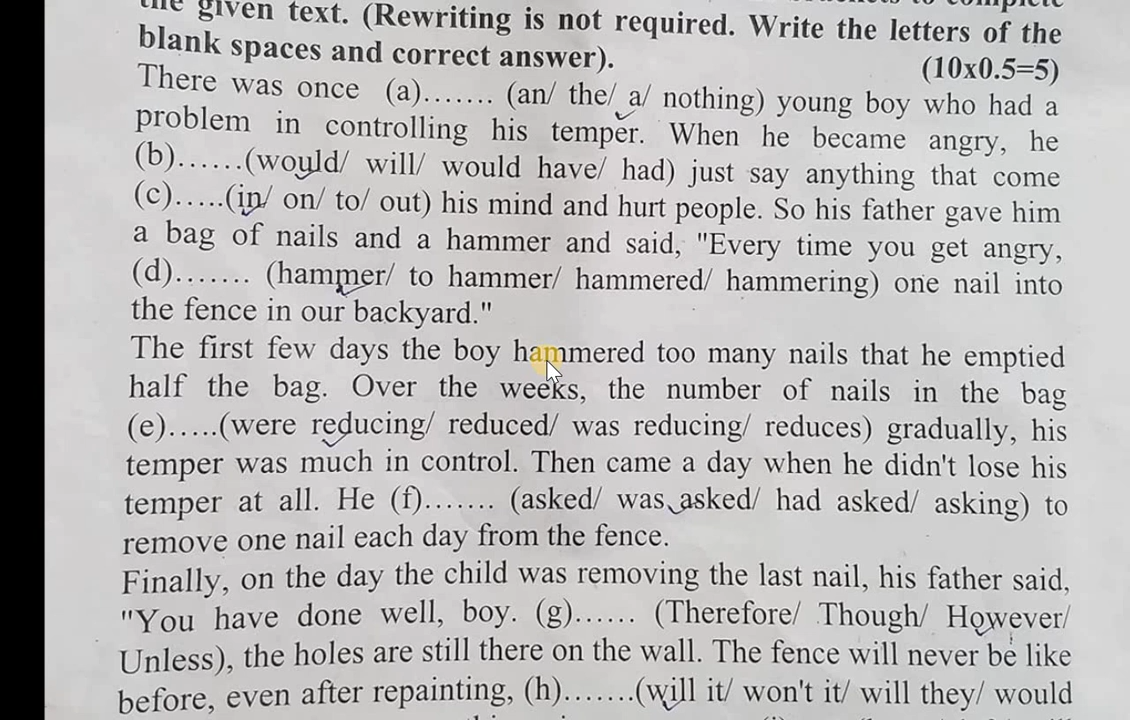 the given text. (Rewriting is not required. Write the letters of the
blank spaces and correct answer). (10x0.5=5)
There was once (a)....... (an/ the/ a/ nothing) young boy who had a
problem in controlling his temper. When he became angry, he
(b)......(would/ will/ would have/ had) just say anything that come
(c).....(in/ on/ to/ out) his mind and hurt people. So his father gave him
a bag of nails and a hammer and said, "Every time you get angry,
(d)....... (hammer/ to hammer/ hammered/ hammering) one nail into
the fence in our backyard."
The first few days the boy hammered too many nails that he emptied
half the bag. Over the weeks, the number of nails in the bag
(e).....(were reducing/ reduced/ was reducing/ reduces) gradually, his
temper was much in control. Then came a day when he didn't lose his
temper at all. He (f)....... (asked/ was asked/ had asked/ asking) to
remove one nail each day from the fence.
Finally, on the day the child was removing the last nail, his father said,
"You have done well, boy. (g)...... (Therefore/ Though/ However/
Unless), the holes are still there on the wall. The fence will never be like
before, even after repainting, (h).......(will it/ won't it/ will they/ would